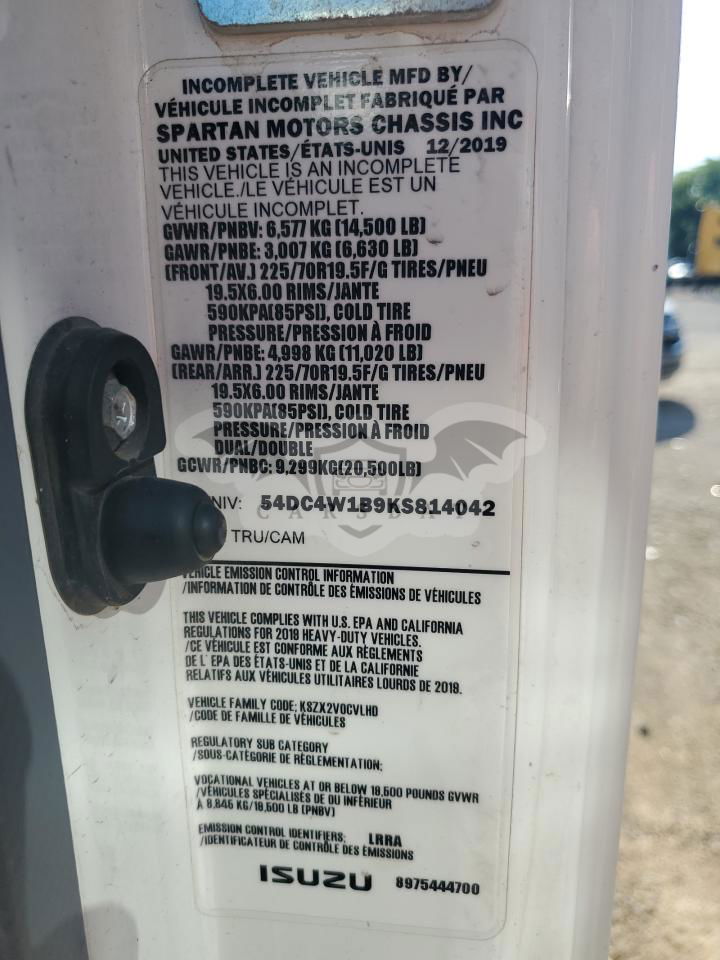 INCOMPLETE VEHICLE MFD BY/
VÉHICULE INCOMPLET FABRIQUÉ PAR
SPARTAN MOTORS CHASSIS INC
UNITED STATES/ÉTATS-UNIS 12/2019
THIS VEHICLE IS AN INCOMPLETE
VEHICLE./LE VÉHICULE EST UN
VÉHICULE INCOMPLET.
GVWR/PNBV: 6,577 KG (14,500 LB)
GAWR/PNBE: 3,007 KG (6,630 LB)
(FRONT/AV.) 225/70R19.5F/G TIRES/PNEU
19.5X6.00 RIMS/JANTE
590KPA(85PSI), COLD TIRE
PRESSURE/PRESSION À FROID
GAWR/PNBE: 4,998 KG (11,020 LB)
(REAR/ARR.) 225/70R19.5F/G TIRES/PNEU
19.5X6.00 RIMS/JANTE
590KPA(85PSI), COLD TIRE
PRESSURE/PRESSION À FROID
DUAL/DOUBLE
GCWR/PNBC: 9,299KG(20,500LB)
NIV: 54DC4W1B9KS814042
TRU/CAM
VEHICLE EMISSION CONTROL INFORMATION
/INFORMATION DE CONTRÔLE DES ÉMISSIONS DE VÉHICULES
THIS VEHICLE COMPLIES WITH U.S. EPA AND CALIFORNIA
REGULATIONS FOR 2019 HEAVY-DUTY VEHICLES.
/CE VÉHICULE EST CONFORME AUX RÈGLEMENTS
DE L' EPA DES ÉTATS-UNIS ET DE LA CALIFORNIE
RELATIFS AUX VÉHICULES UTILITAIRES LOURDS DE 2019.
VEHICLE FAMILY CODE: KSZX2VOCVLHD
/CODE DE FAMILLE DE VÉHICULES
REGULATORY SUB CATEGORY
/SOUS-CATÉGORIE DE RÈGLEMENTATION:
VOCATIONAL VEHICLES AT OR BELOW 19,500 POUNDS GVWR
/VÉHICULES SPÉCIALISÉS DE OU INFÉRIEUR
À 8,845 KG/19,500 LB (PNBV)
EMISSION CONTROL IDENTIFIERS: LRRA
/IDENTIFICATEUR DE CONTRÔLE DES ÉMISSIONS
ISUZU 8975444700